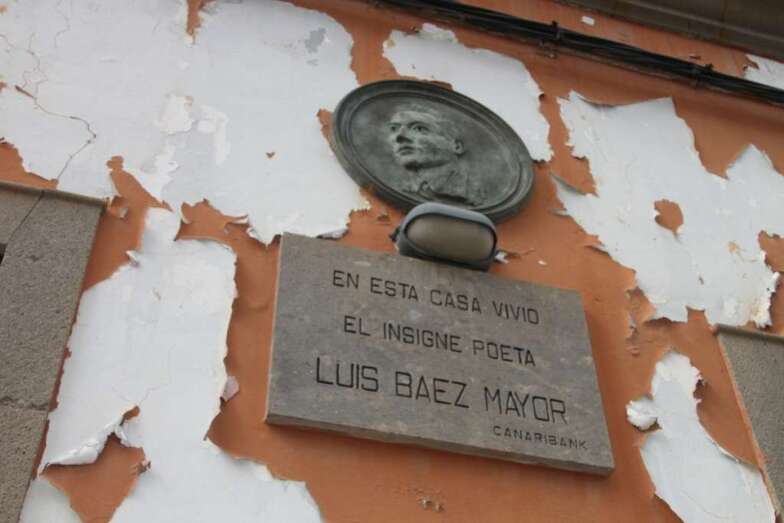 EN ESTA CASA VIVIO
EL INSIGNE POETA
LUIS BAEZ MAYOR
CANARIBANK